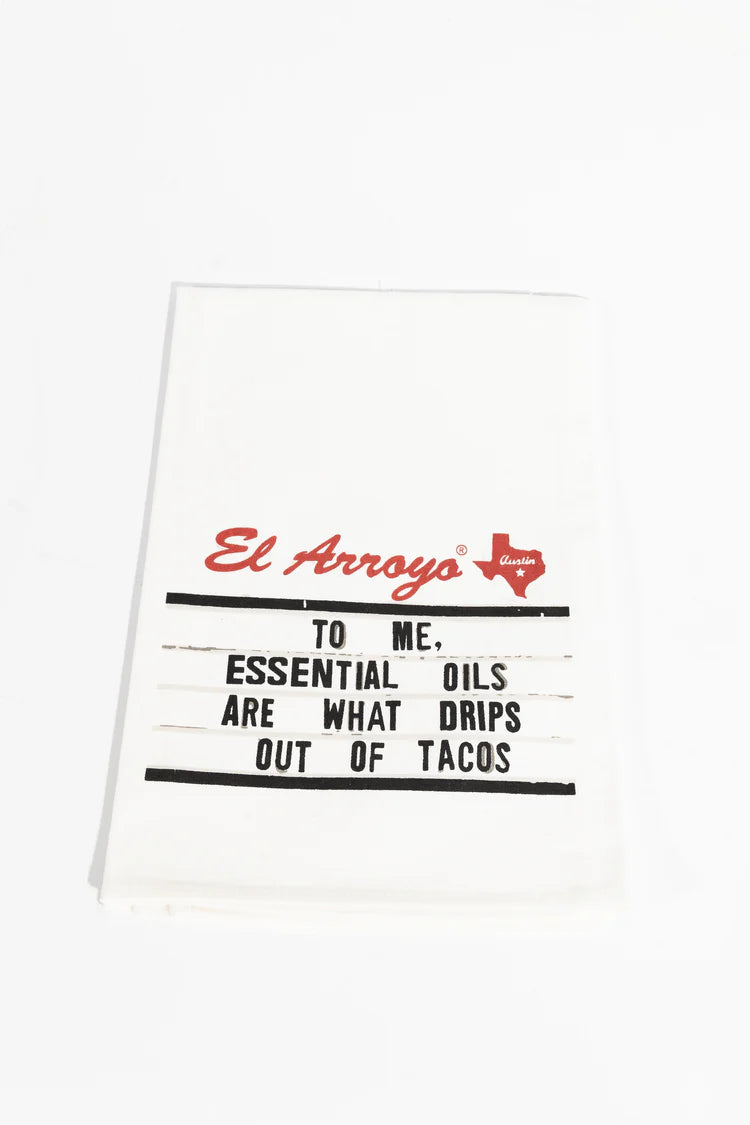 El Arroyo® Austin
TO ME,
ESSENTIAL OILS
ARE WHAT DRIPS
OUT OF TACOS